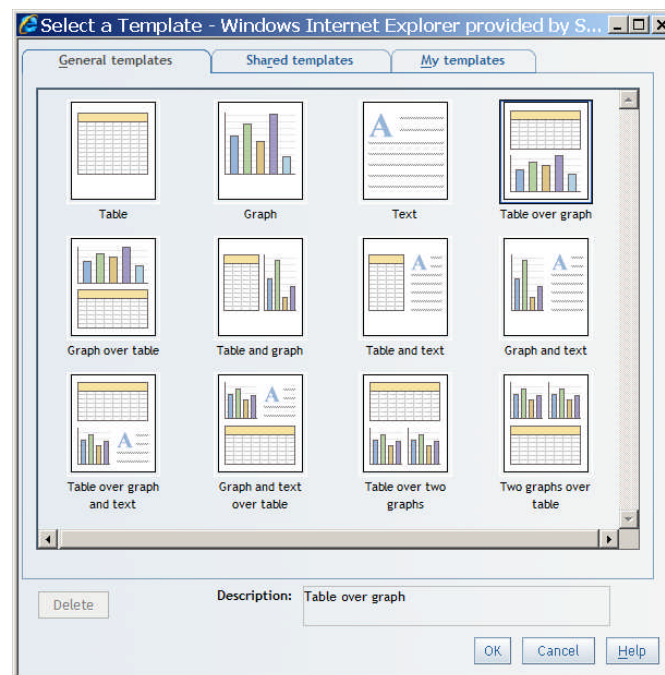 Select a Template - Windows Internet Explorer provided by S...
General templates
Shared templates
My templates
Table
Graph
Text
Table over graph
Graph over table
Table and graph
Table and text
Graph and text
Table over graph
and text
Graph and text
over table
Table over two
graphs
Two graphs over
table
Delete
Description:
Table over graph
OK
Cancel
Help